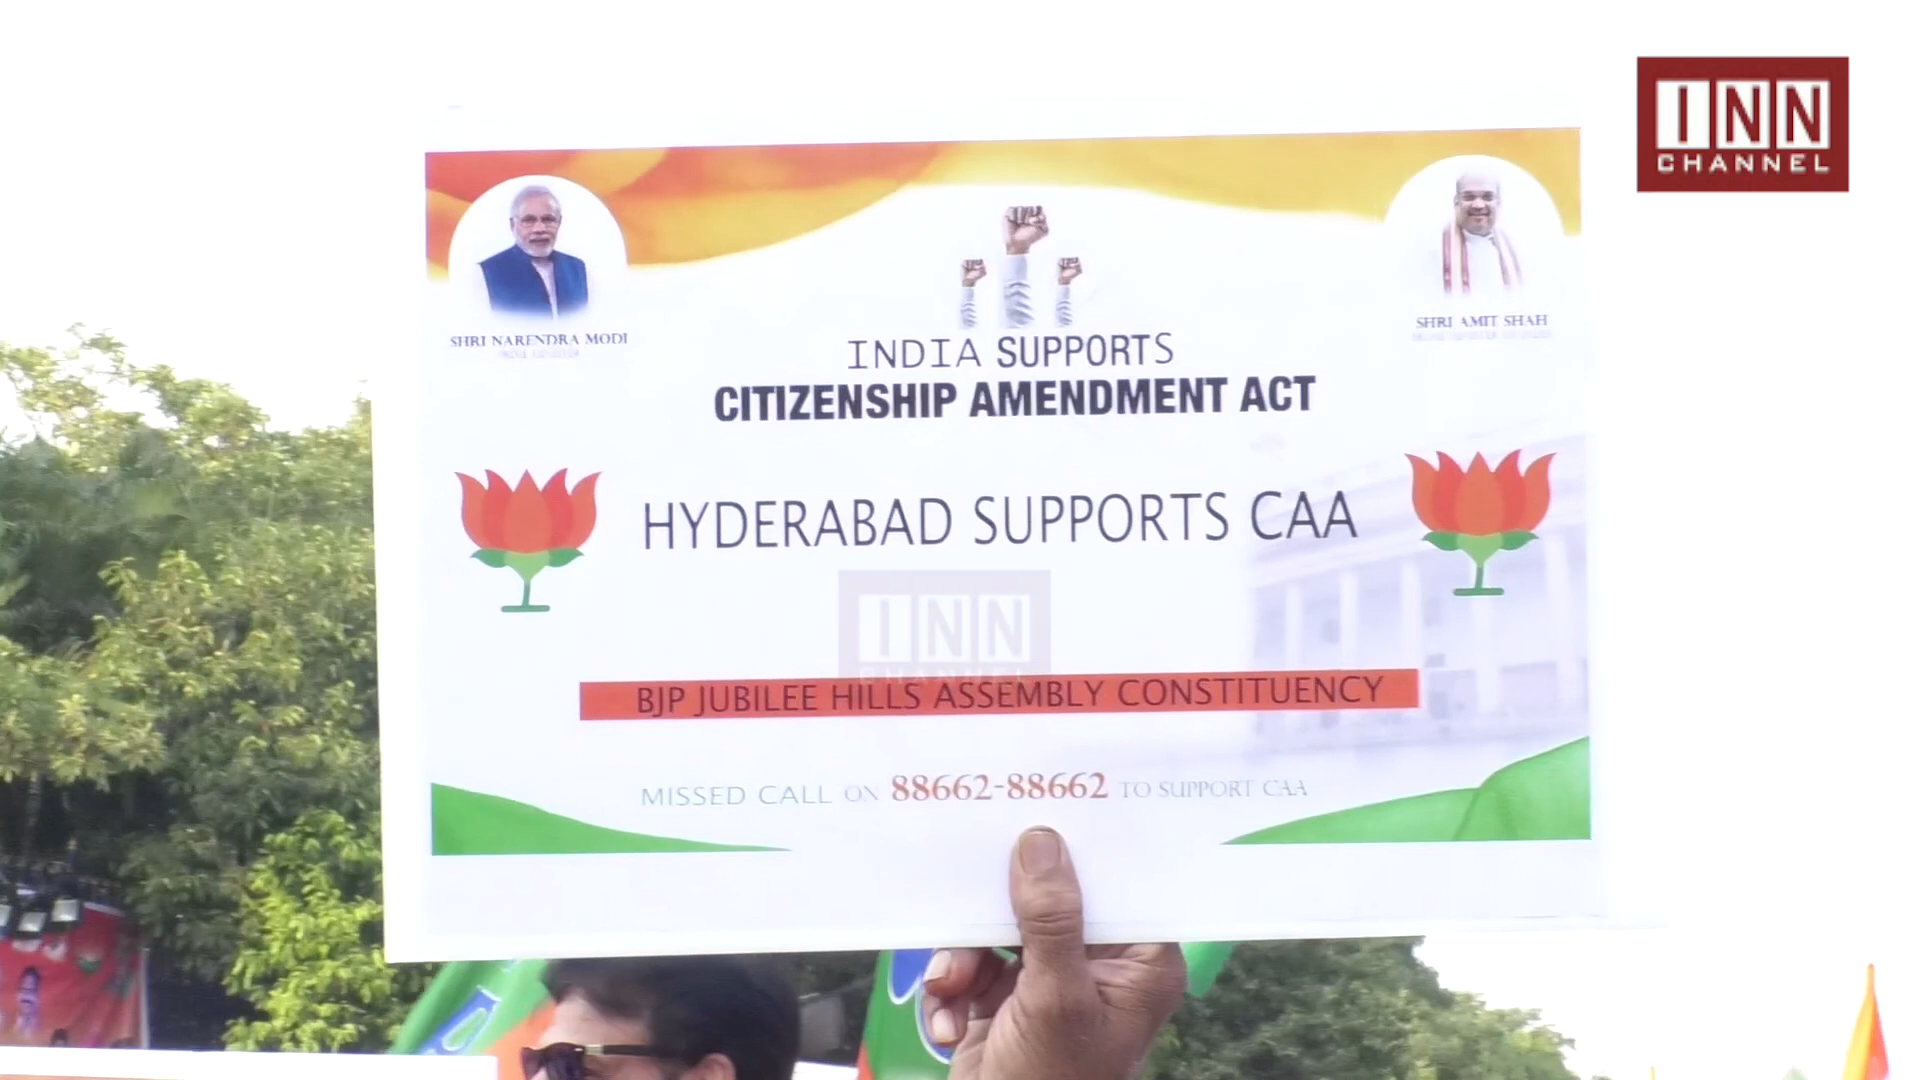 INN
CHANNEL
SHRI NARENDRA MODI
SHRI AMIT SHAH
INDIA SUPPORTS
CITIZENSHIP AMENDMENT ACT
HYDERABAD SUPPORTS CAA
INN
CHANNEL
BJP JUBILEE HILLS ASSEMBLY CONSTITUENCY
MISSED CALL ON 88662-88662 TO SUPPORT CAA